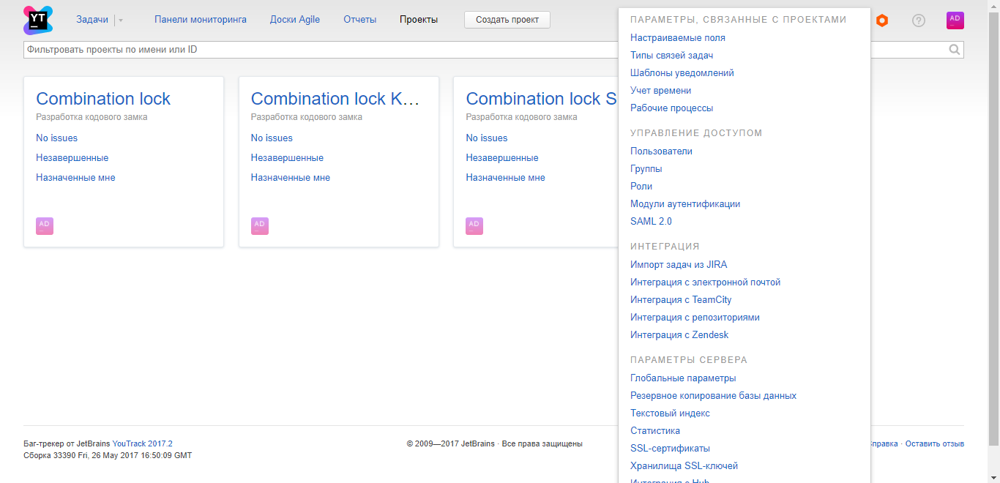 YT
Задачи
Панели мониторинга
Доски Agile
Отчеты
Проекты
Создать проект
?
AD
Фильтровать проекты по имени или ID
Combination lock
Разработка кодового замка
No issues
Незавершенные
Назначенные мне
AD
Combination lock K...
Разработка кодового замка
No issues
Незавершенные
Назначенные мне
AD
Combination lock S
Разработка кодового замка
No issues
Незавершенные
Назначенные мне
AD
ПАРАМЕТРЫ, СВЯЗАННЫЕ С ПРОЕКТАМИ
Настраиваемые поля
Типы связей задач
Шаблоны уведомлений
Учет времени
Рабочие процессы
УПРАВЛЕНИЕ ДОСТУПОМ
Пользователи
Группы
Роли
Модули аутентификации
SAML 2.0
ИНТЕГРАЦИЯ
Импорт задач из JIRA
Интеграция с электронной почтой
Интеграция с TeamCity
Интеграция с репозиториями
Интеграция с Zendesk
ПАРАМЕТРЫ СЕРВЕРА
Глобальные параметры
Резервное копирование базы данных
Текстовый индекс
Статистика
SSL-сертификаты
Хранилища SSL-ключей
Интеграция с Hub
Баг-трекер от JetBrains YouTrack 2017.2
Сборка 33390 Fri, 26 May 2017 16:50:09 GMT
© 2009—2017 JetBrains · Все права защищены
Справка · Оставить отзыв